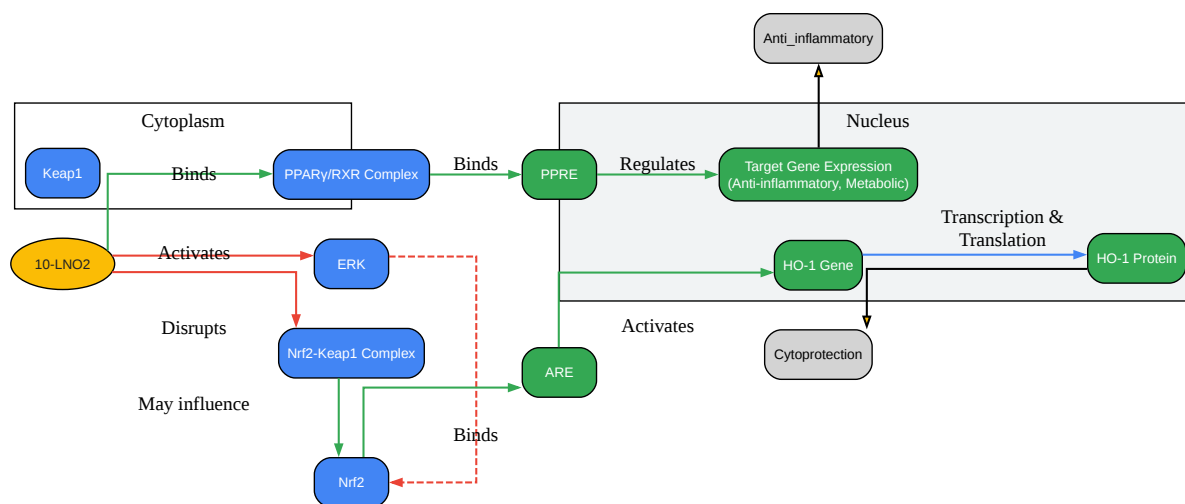 Anti_inflammatory
Cytoplasm
Nucleus
Keap1
Binds
PPARγ/RXR Complex
Binds
PPRE
Regulates
Target Gene Expression
(Anti-inflammatory, Metabolic)
Transcription &
Translation
10-LNO2
Activates
ERK
HO-1 Gene
HO-1 Protein
Disrupts
Activates
Nrf2-Keap1 Complex
Cytoprotection
ARE
May influence
Binds
Nrf2